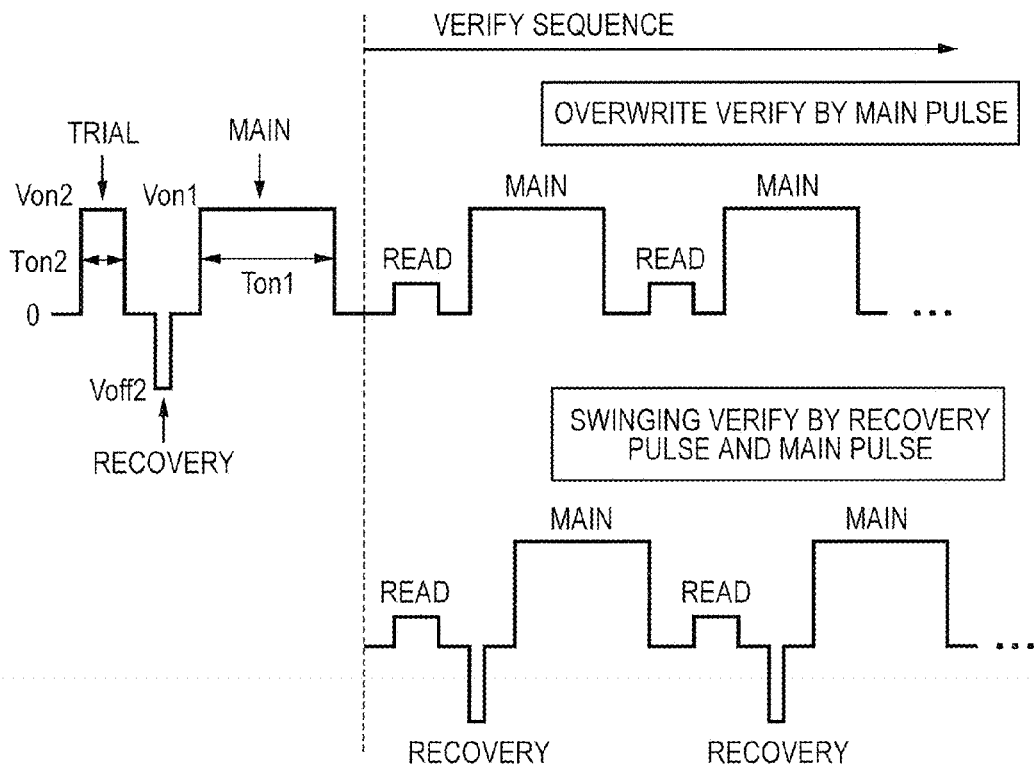 VERIFY SEQUENCE
OVERWRITE VERIFY BY MAIN PULSE
TRIAL
MAIN
Von2
Von1
MAIN
MAIN
Ton2
Ton1
READ
READ
0
...
Voff2
RECOVERY
SWINGING VERIFY BY RECOVERY
PULSE AND MAIN PULSE
MAIN
MAIN
READ
READ
...
RECOVERY
RECOVERY